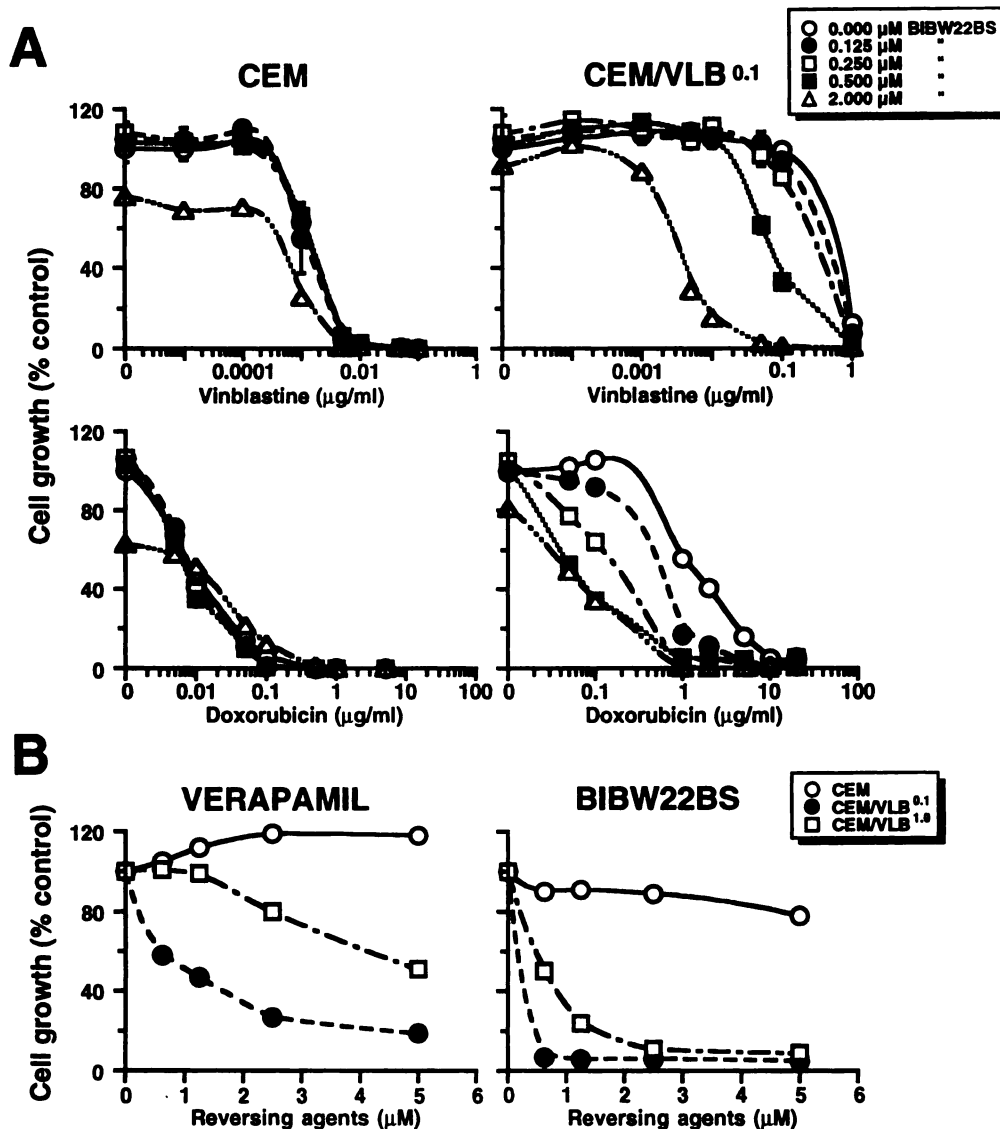 A
0.000 µM BIBW22BS
0.125 µM "
0.250 µM "
0.500 µM "
2.000 µM "
CEM
CEM/VLB 0.1
Cell growth (% control)
120
80
40
0
0 0.0001 0.01 1
Vinblastine (µg/ml)
0 0.001 0.1 1
Vinblastine (µg/ml)
120
80
40
0
0 0.01 0.1 1 10 100
Doxorubicin (µg/ml)
0 0.1 1 10 100
Doxorubicin (µg/ml)
B
VERAPAMIL
BIBW22BS
CEM
CEM/VLB 0.1
CEM/VLB 1.0
Cell growth (% control)
120
80
40
0
0 1 2 3 4 5 6
Reversing agents (µM)
0 1 2 3 4 5 6
Reversing agents (µM)